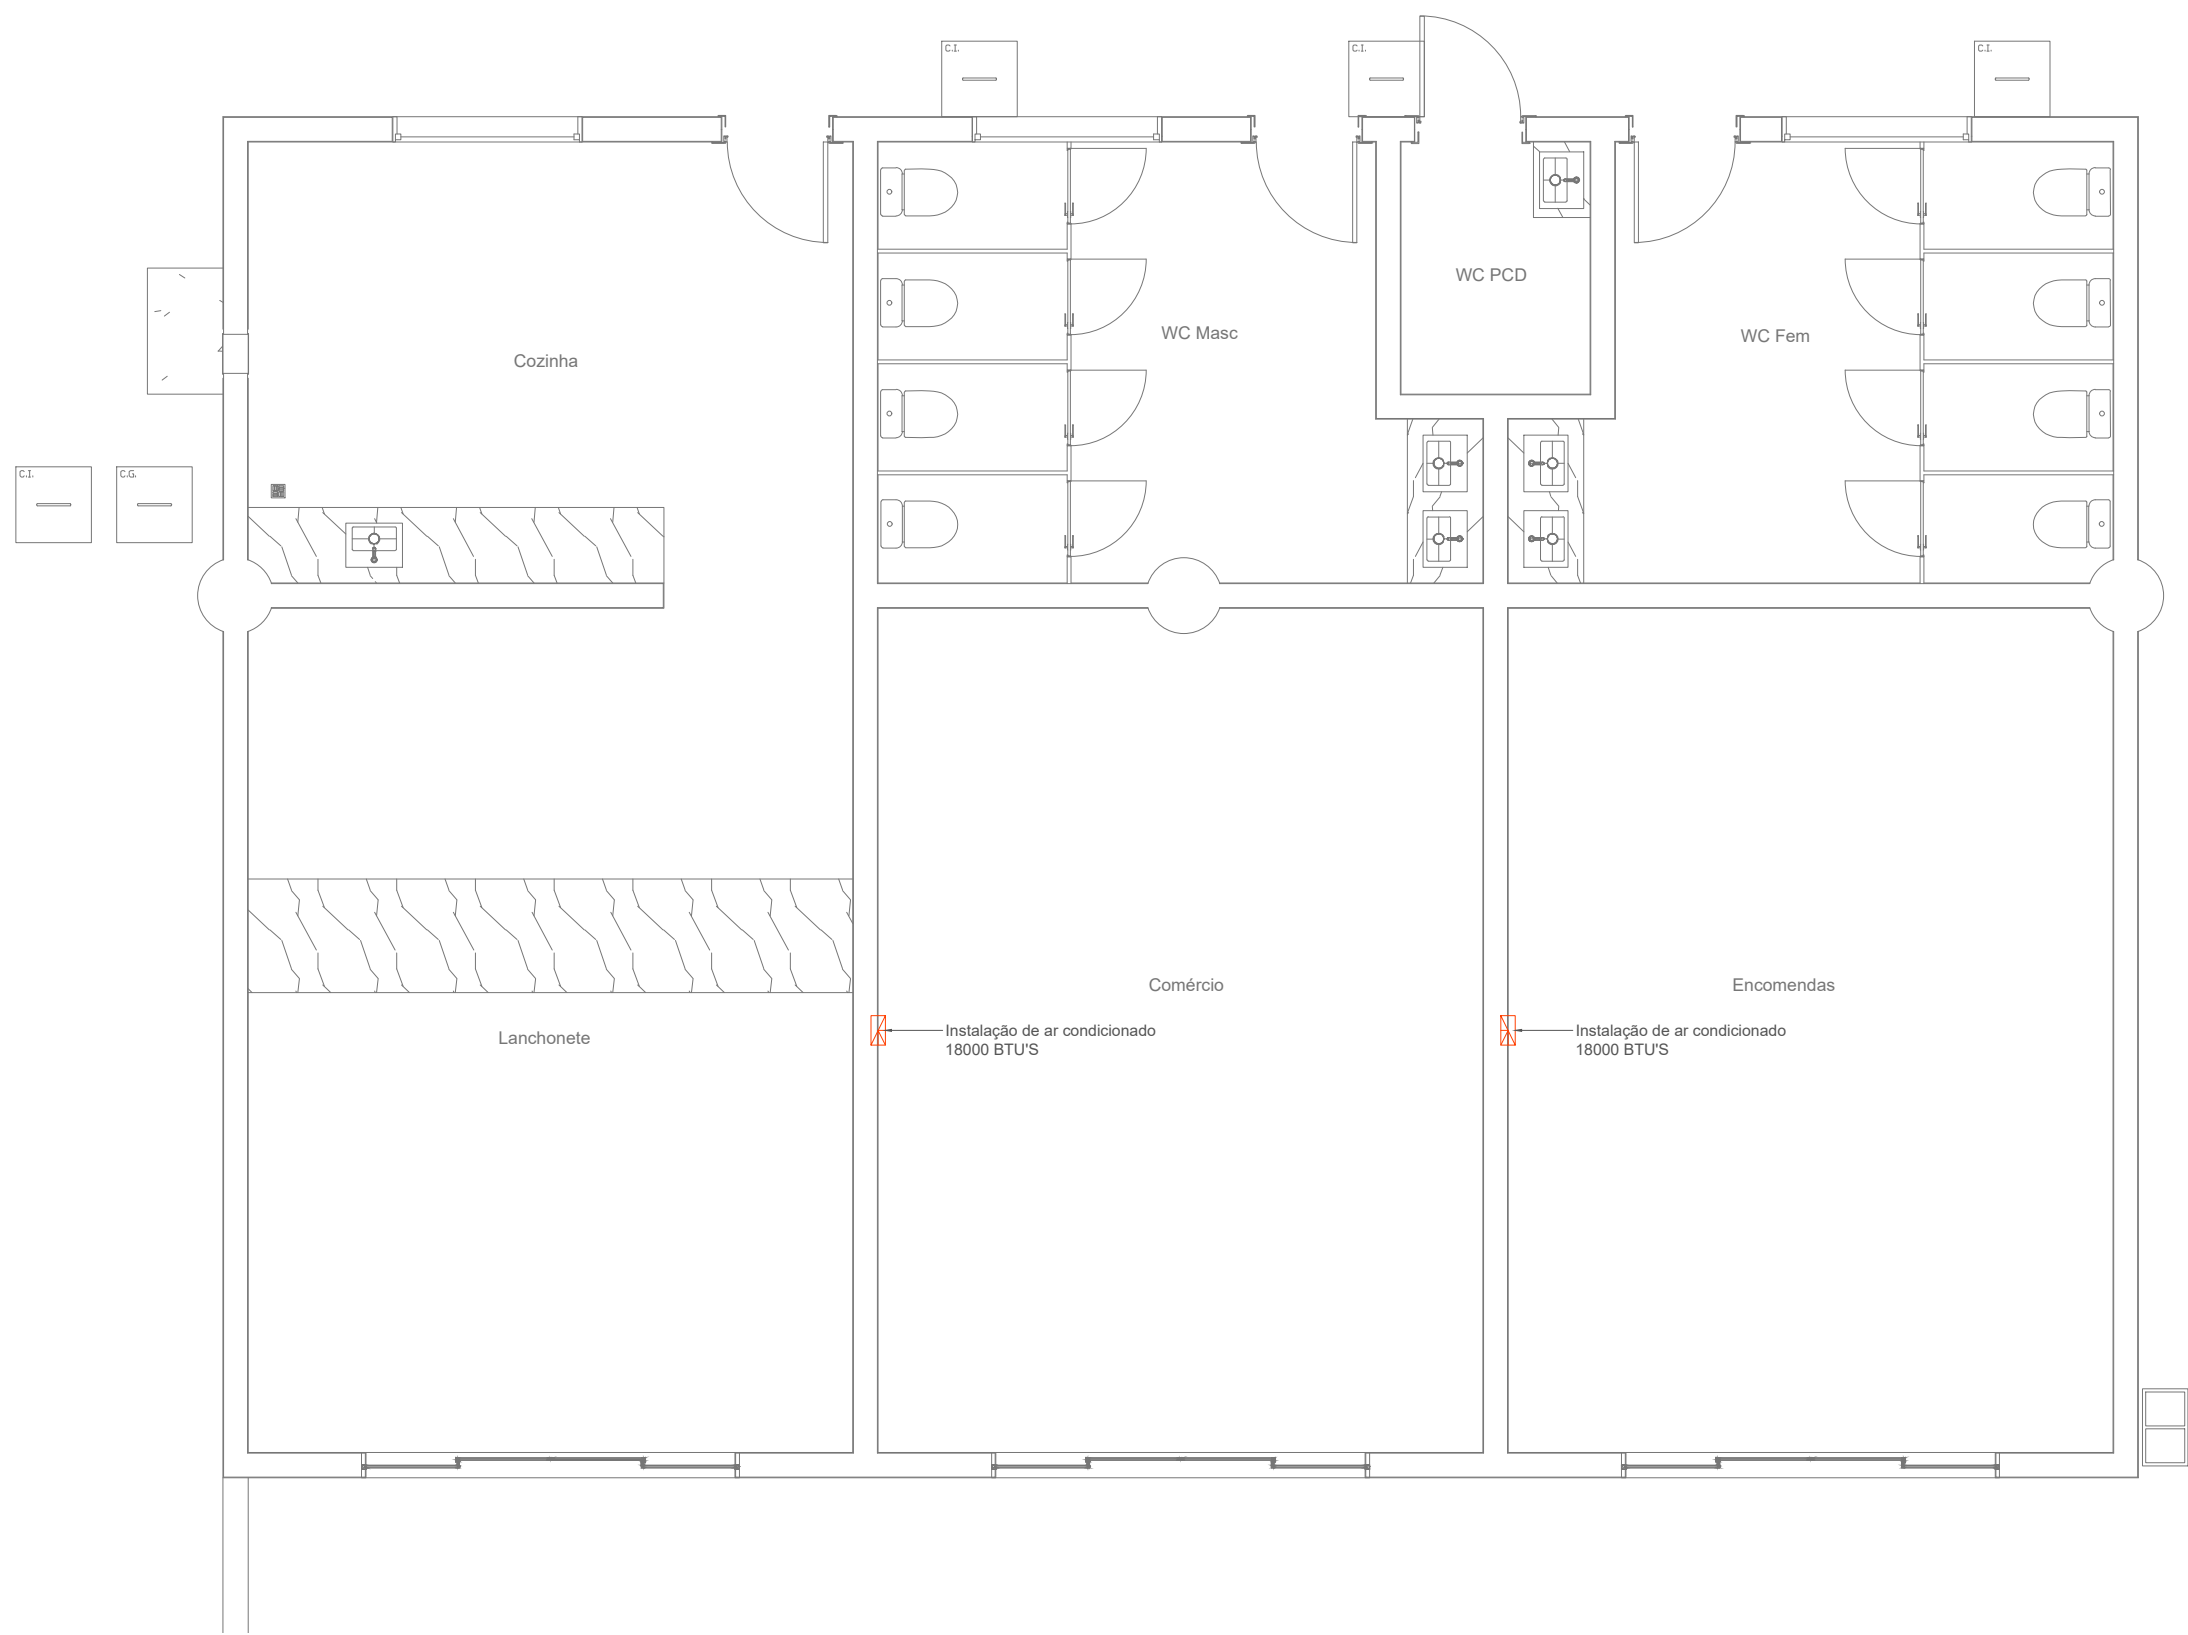 C.I.
C.I.
C.I.
WC PCD
WC Masc
WC Fem
Cozinha
C.I.
C.G.
Comércio
Encomendas
Lanchonete
Instalação de ar condicionado
18000 BTU'S
Instalação de ar condicionado
18000 BTU'S